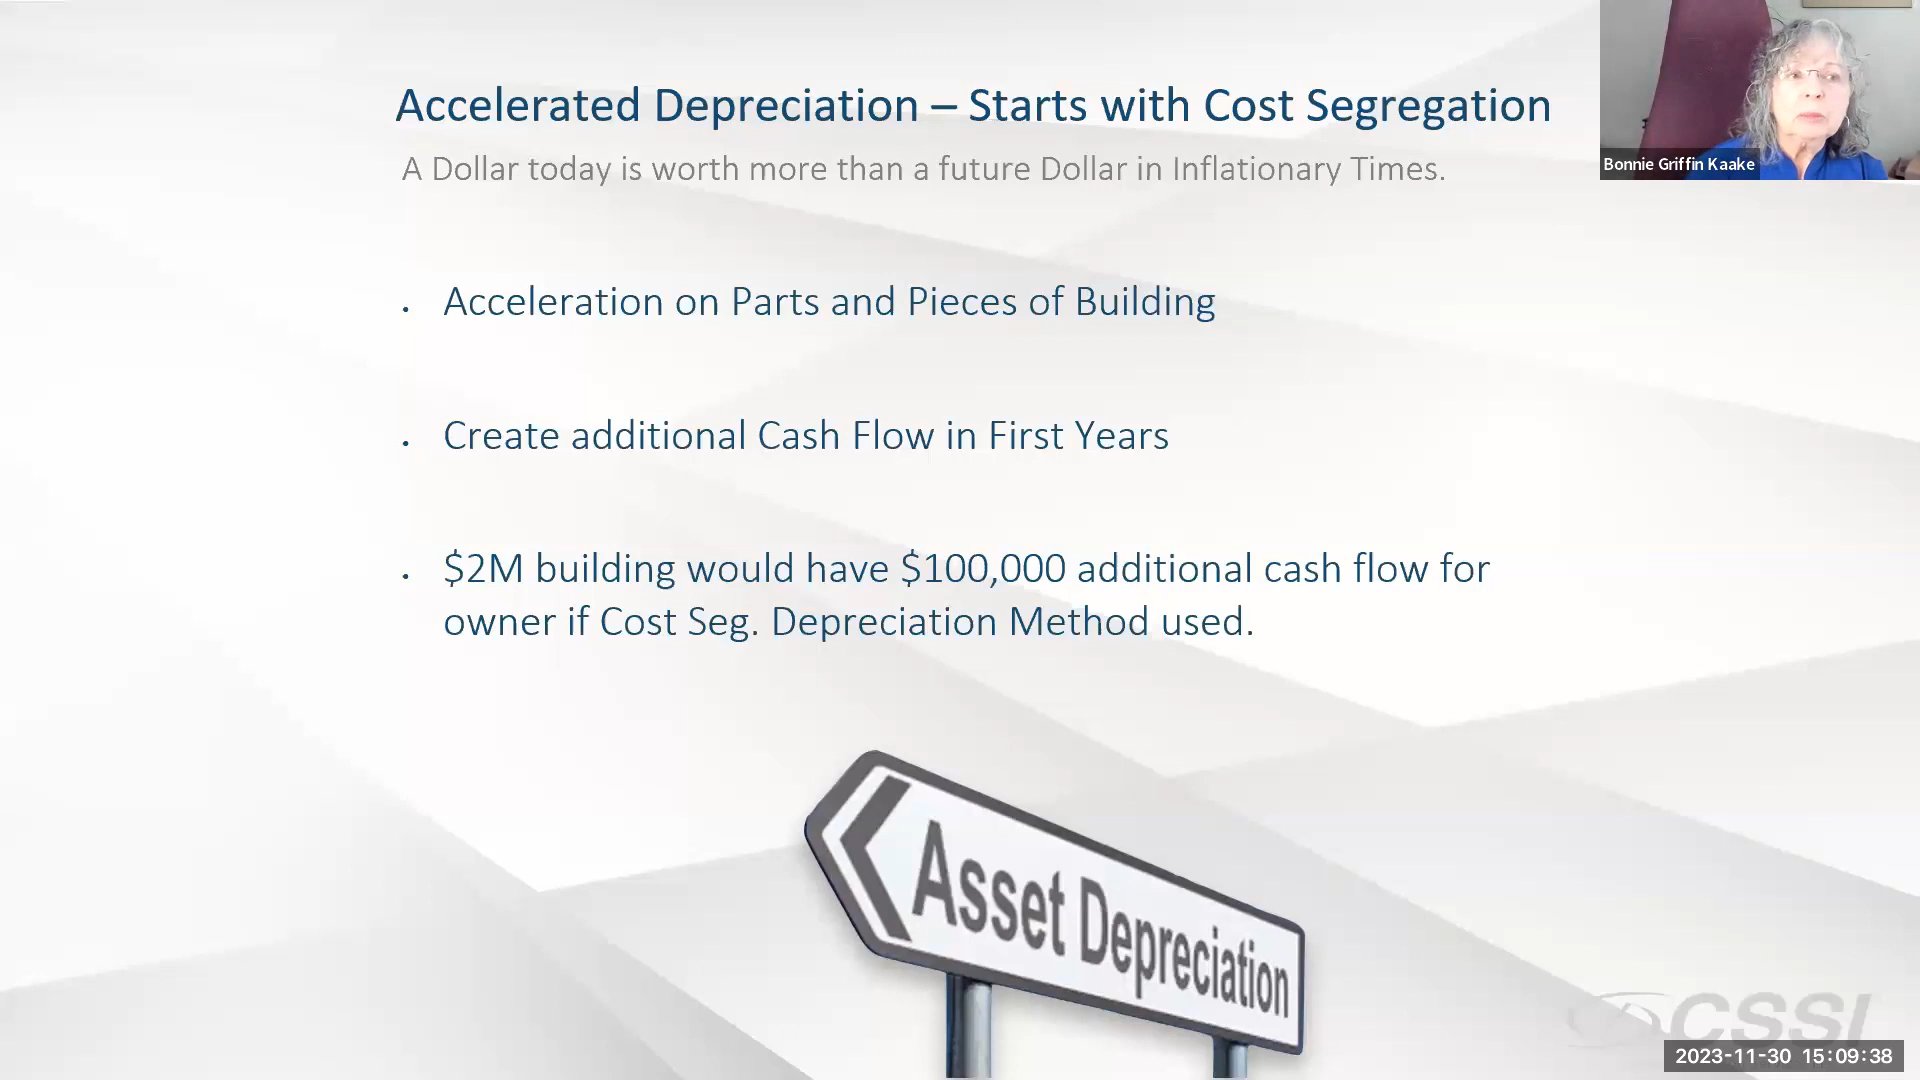 Accelerated Depreciation – Starts with Cost Segregation
A Dollar today is worth more than a future Dollar in Inflationary Times.
Bonnie Griffin Kaake
• Acceleration on Parts and Pieces of Building
• Create additional Cash Flow in First Years
• $2M building would have $100,000 additional cash flow for
owner if Cost Seg. Depreciation Method used.
Asset Depreciation
CSSI
2023-11-30 15:09:38